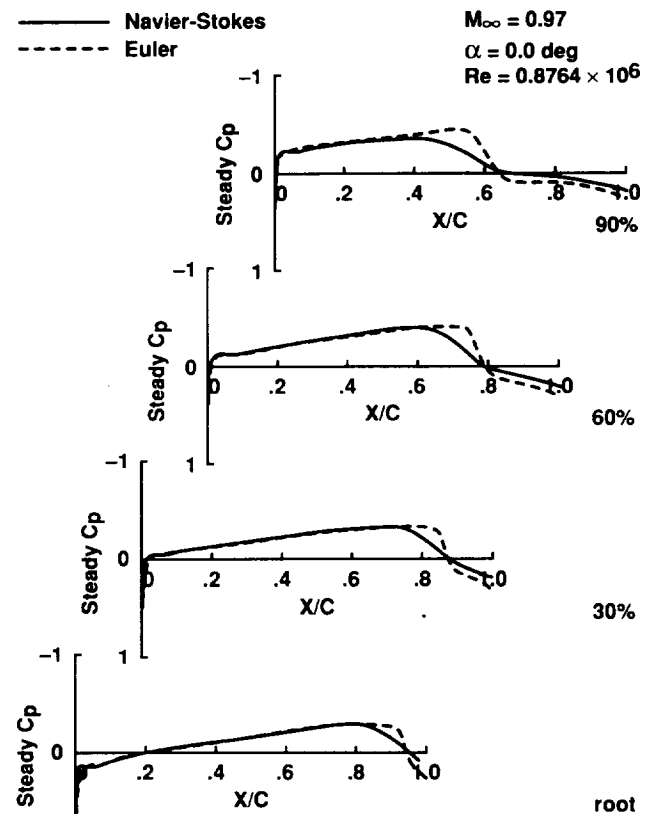 Navier-Stokes
Euler
M∞ = 0.97
α = 0.0 deg
Re = 0.8764 × 10⁶
−1
Steady Cp
0
0 .2 .4 .6 .8 1.0
X/C
1
90%
−1
Steady Cp
0
0 .2 .4 .6 .8 1.0
X/C
1
60%
−1
Steady Cp
0
0 .2 .4 .6 .8 1.0
X/C
1
30%
−1
Steady Cp
0
.2 .4 .6 .8 1.0
X/C
root